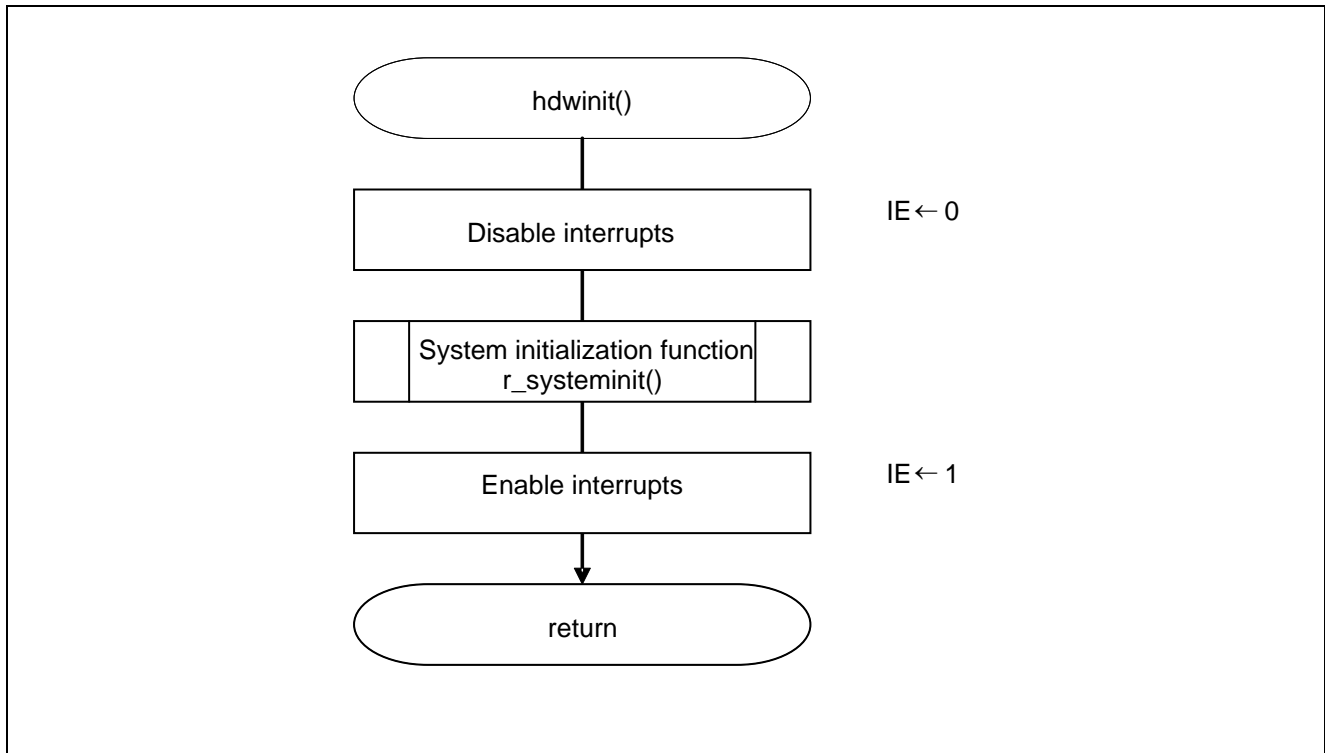 hdwinit()
Disable interrupts
IE ← 0
System initialization function
r_systeminit()
Enable interrupts
IE ← 1
return